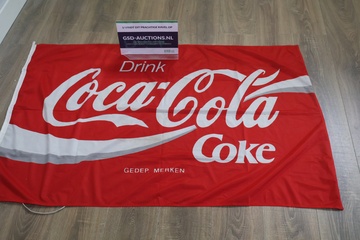 GSD-AUCTIONS.NL
Drink
Coca-Cola
Coke
GEDEP MERKEN